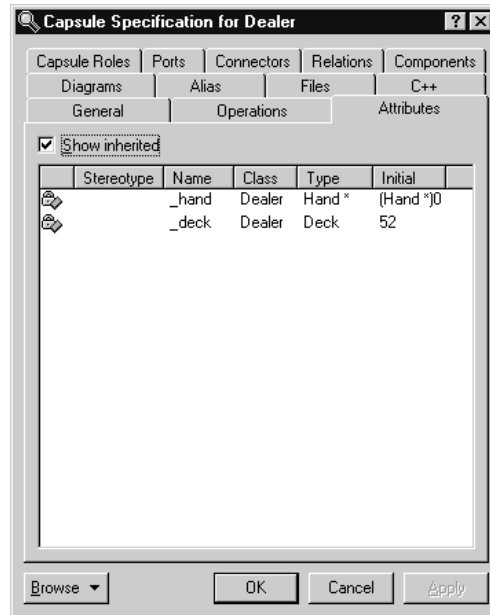 Capsule Specification for Dealer ? ×
Capsule Roles Ports Connectors Relations Components
Diagrams Alias Files C++
General Operations Attributes
Show inherited
Stereotype Name Class Type Initial
_hand Dealer Hand * (Hand *)0
_deck Dealer Deck 52
Browse OK Cancel Apply